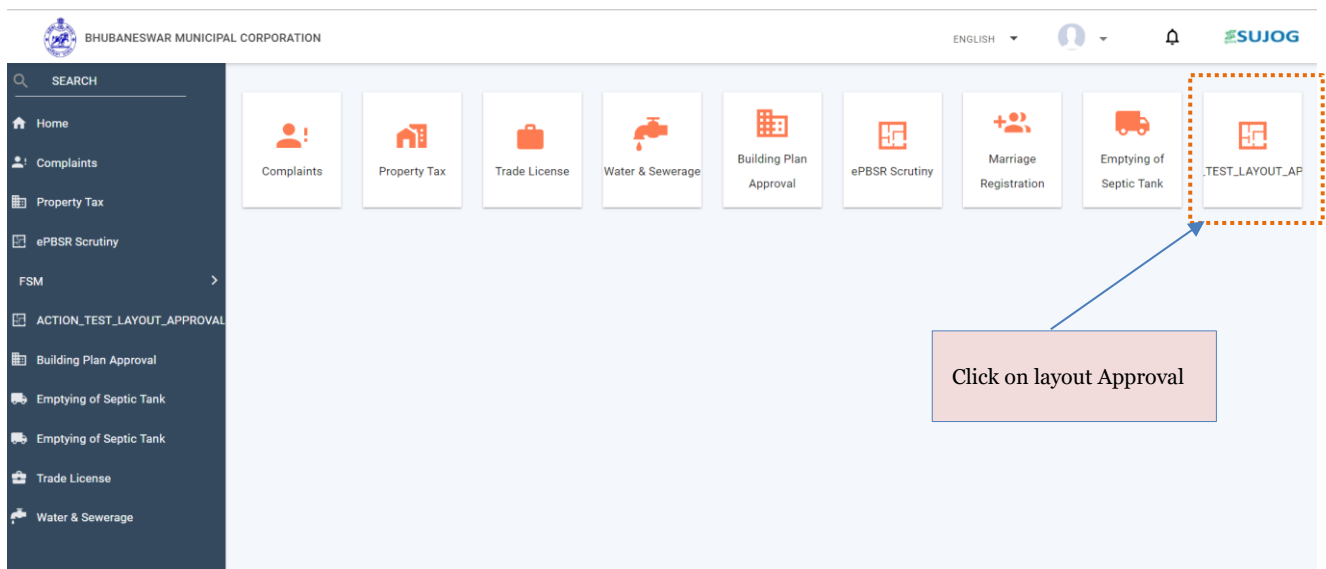 BHUBANESWAR MUNICIPAL CORPORATION
ENGLISH
SUJOG
SEARCH
Home
Complaints
Property Tax
ePBSR Scrutiny
FSM
ACTION_TEST_LAYOUT_APPROVAL
Building Plan Approval
Emptying of Septic Tank
Emptying of Septic Tank
Trade License
Water & Sewerage
Complaints
Property Tax
Trade License
Water & Sewerage
Building Plan
Approval
ePBSR Scrutiny
Marriage
Registration
Emptying of
Septic Tank
_TEST_LAYOUT_AP
Click on layout Approval